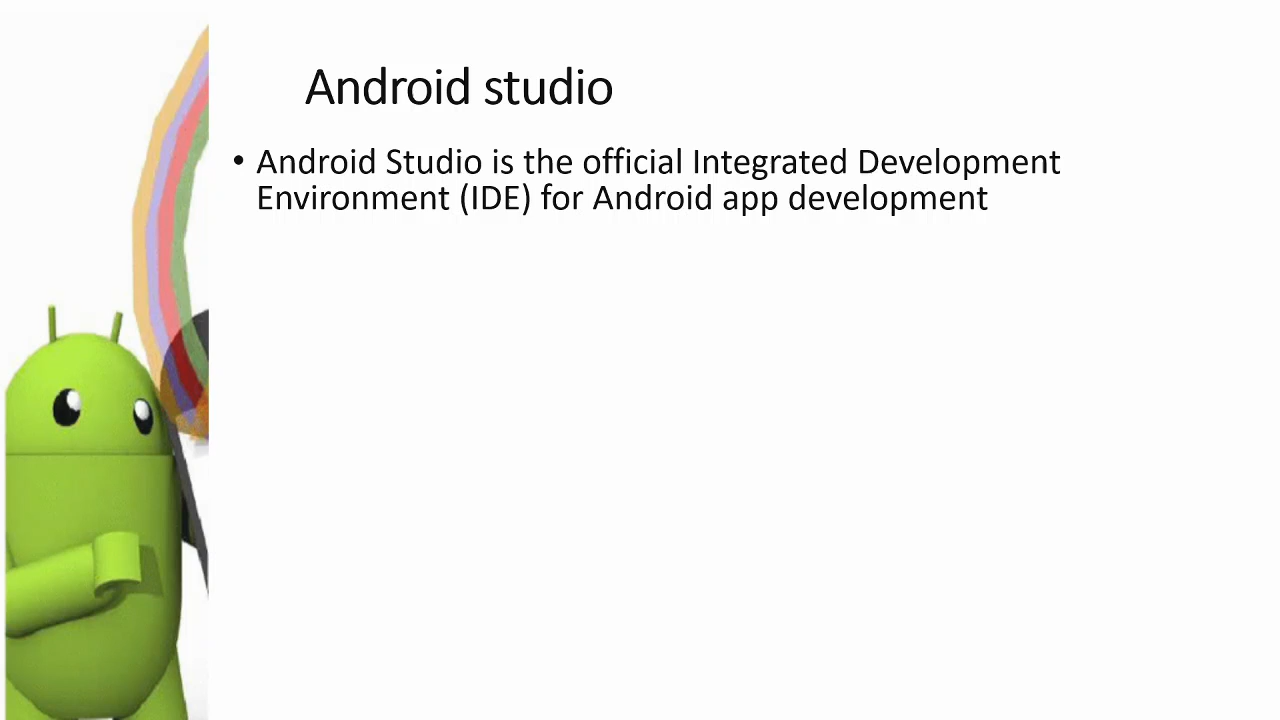 Android studio
• Android Studio is the official Integrated Development
Environment (IDE) for Android app development